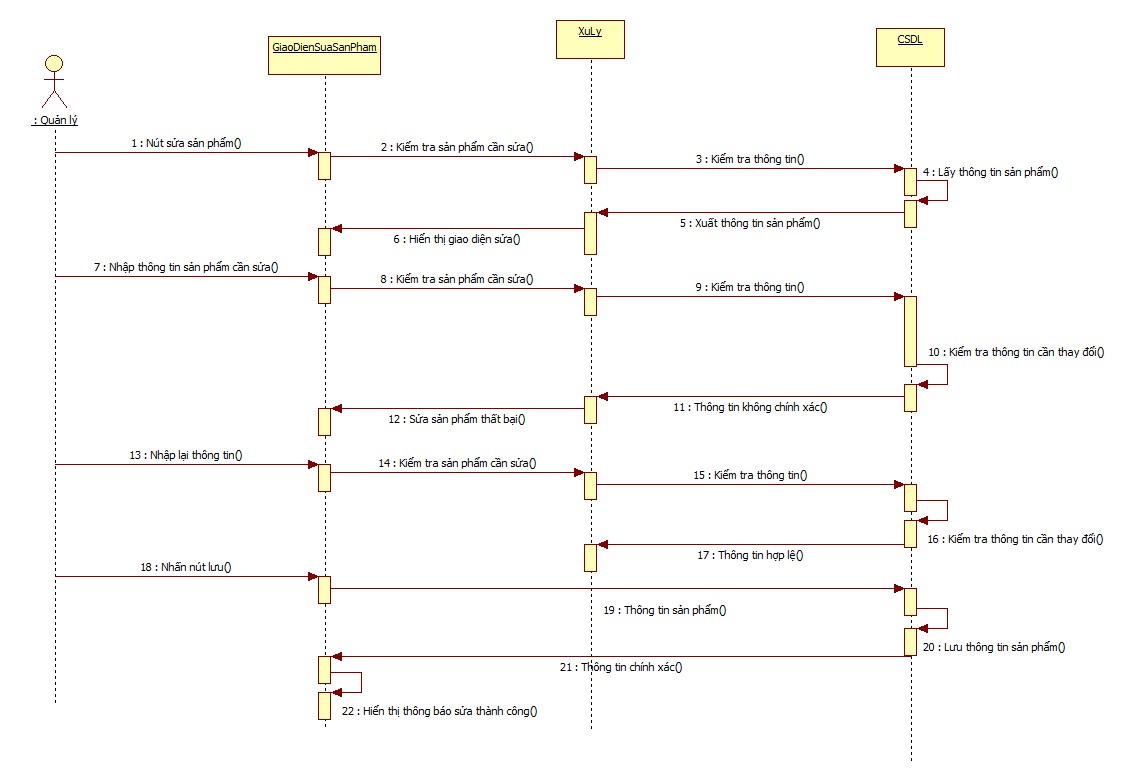 XuLy
CSDL
GiaoDienSuaSanPham
: Quản lý
1 : Nút sửa sản phẩm()
2 : Kiểm tra sản phẩm cần sửa()
3 : Kiểm tra thông tin()
4 : Lấy thông tin sản phẩm()
5 : Xuất thông tin sản phẩm()
6 : Hiển thị giao diện sửa()
7 : Nhập thông tin sản phẩm cần sửa()
8 : Kiểm tra sản phẩm cần sửa()
9 : Kiểm tra thông tin()
10 : Kiểm tra thông tin cần thay đổi()
11 : Thông tin không chính xác()
12 : Sửa sản phẩm thất bại()
13 : Nhập lại thông tin()
14 : Kiểm tra sản phẩm cần sửa()
15 : Kiểm tra thông tin()
16 : Kiểm tra thông tin cần thay đổi()
17 : Thông tin hợp lệ()
18 : Nhấn nút lưu()
19 : Thông tin sản phẩm()
20 : Lưu thông tin sản phẩm()
21 : Thông tin chính xác()
22 : Hiển thị thông báo sửa thành công()